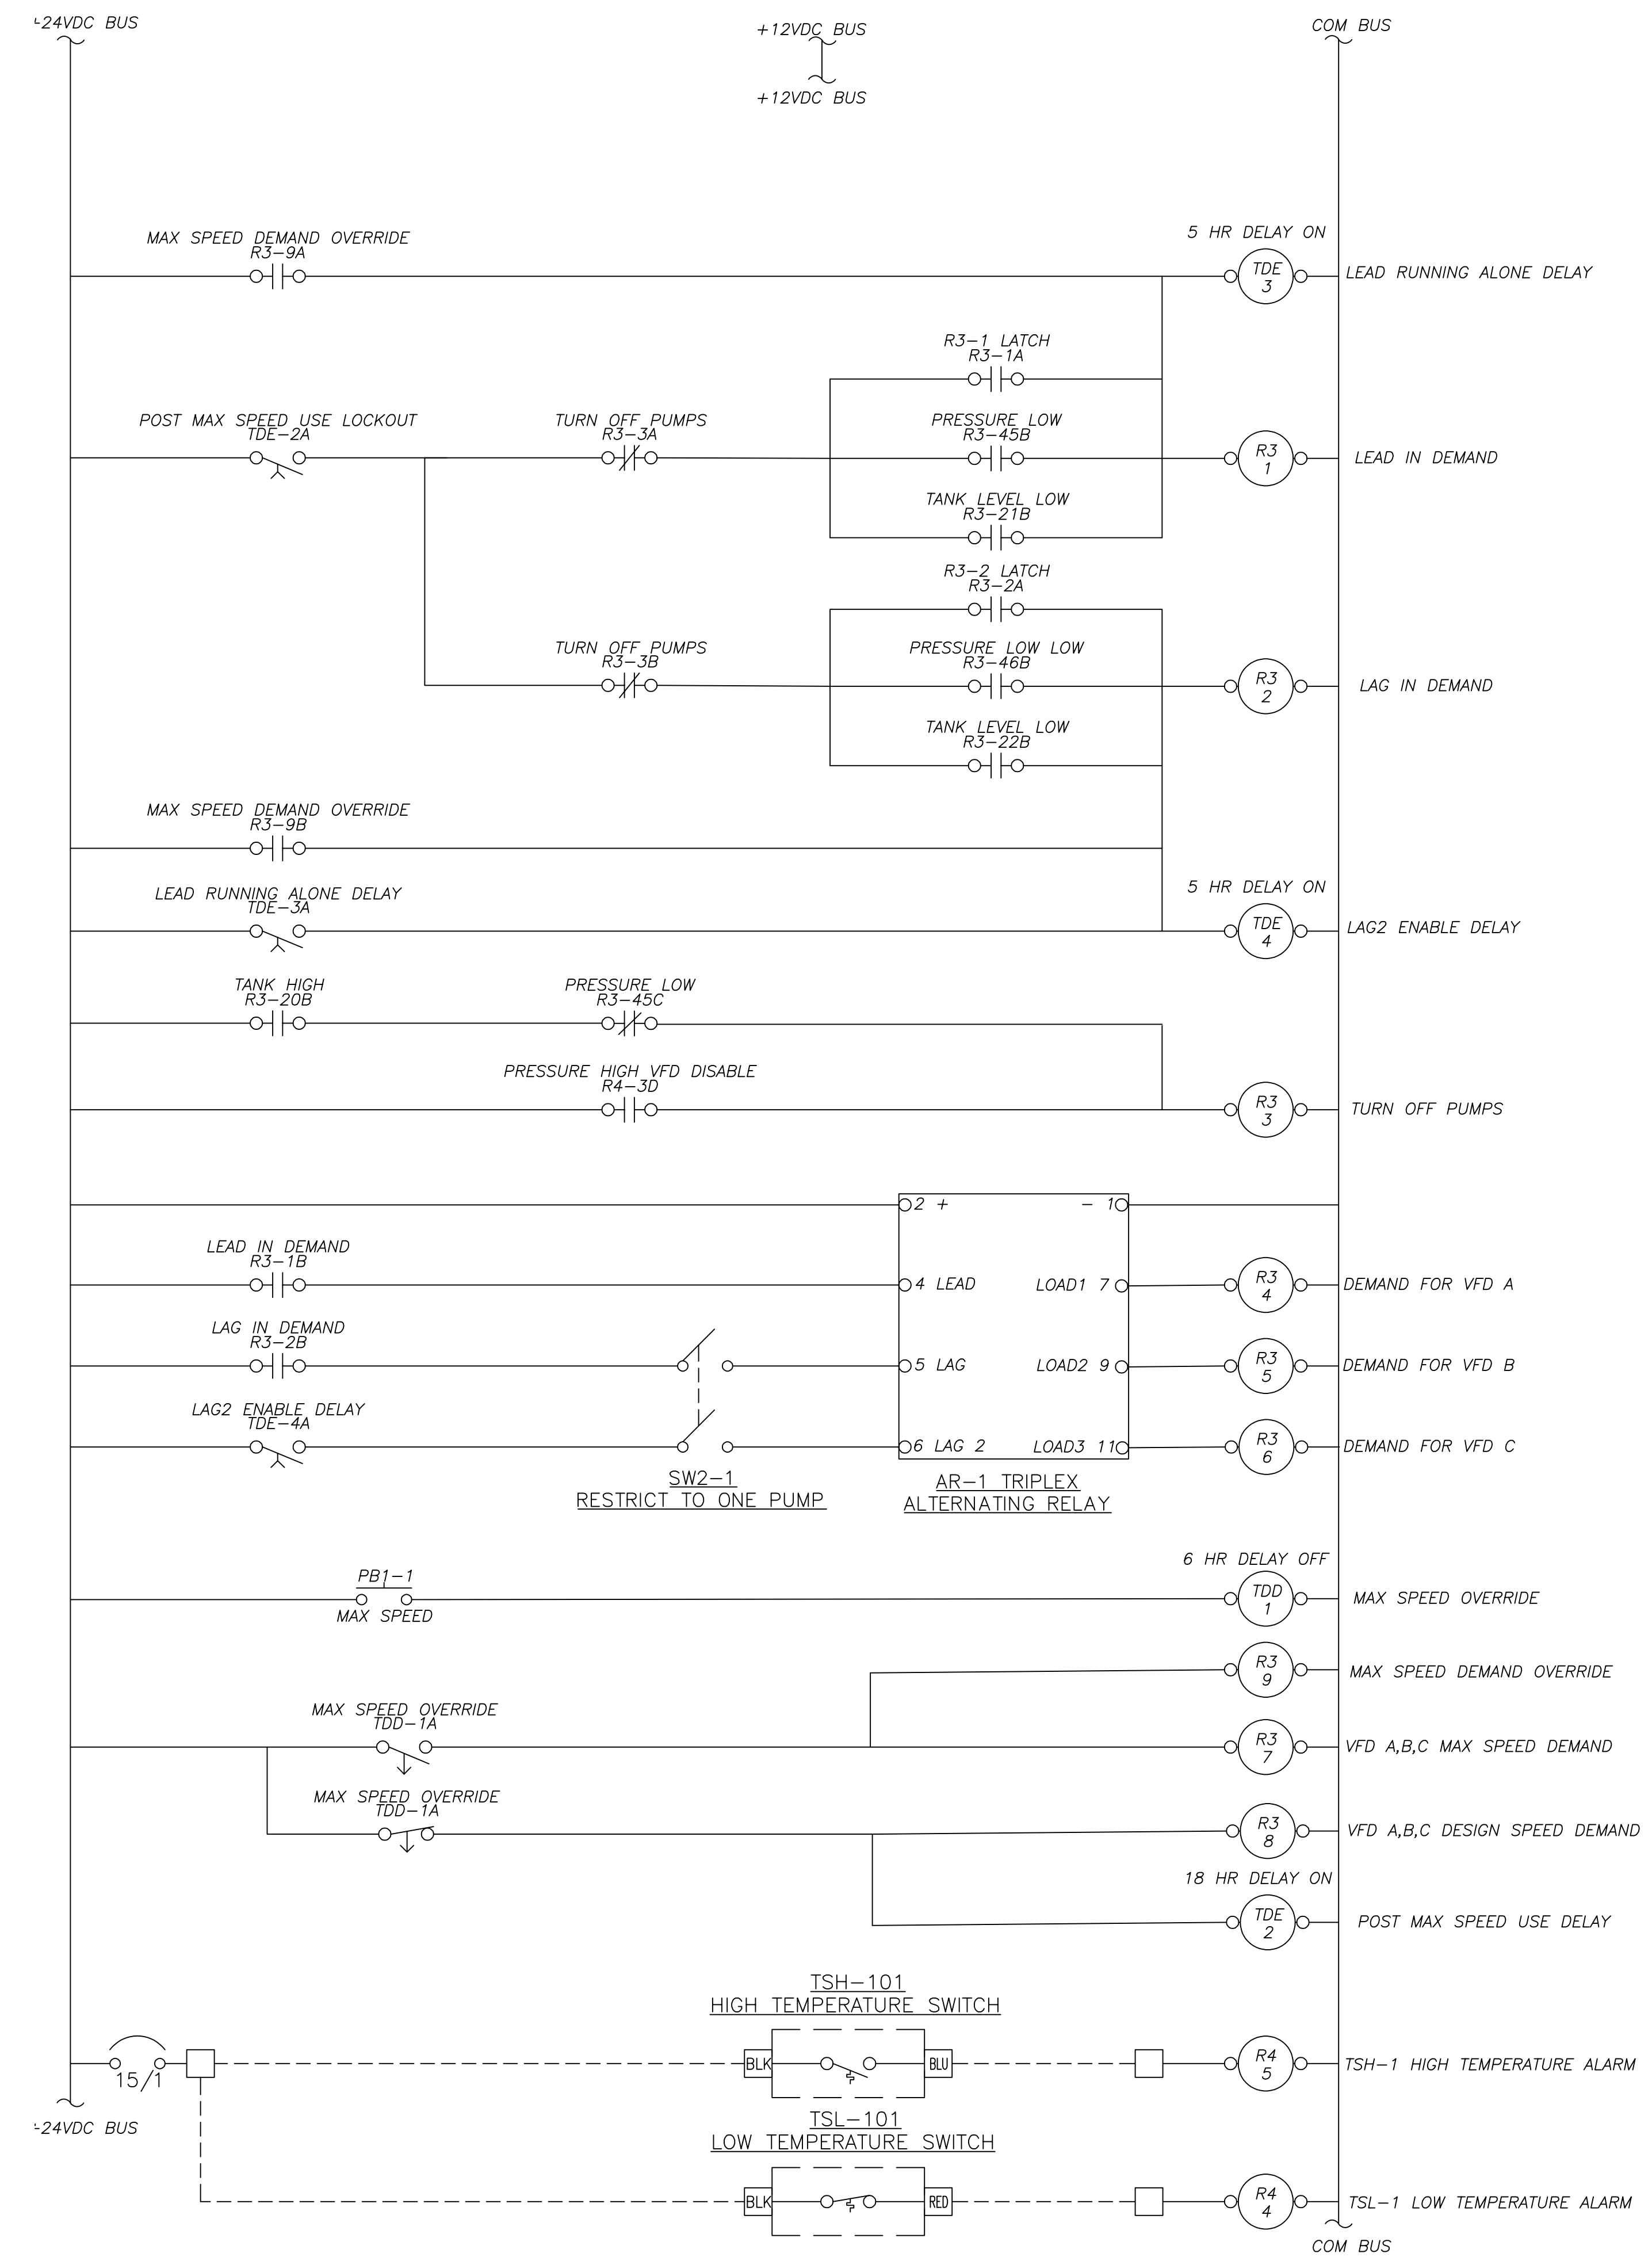 -24VDC BUS
+12VDC BUS
COM BUS
+12VDC BUS
MAX SPEED DEMAND OVERRIDE
R3-9A
5 HR DELAY ON
TDE
3
LEAD RUNNING ALONE DELAY
R3-1 LATCH
R3-1A
POST MAX SPEED USE LOCKOUT
TDE-2A
TURN OFF PUMPS
R3-3A
PRESSURE LOW
R3-45B
R3
1
LEAD IN DEMAND
TANK LEVEL LOW
R3-21B
R3-2 LATCH
R3-2A
TURN OFF PUMPS
R3-3B
PRESSURE LOW LOW
R3-46B
R3
2
LAG IN DEMAND
TANK LEVEL LOW
R3-22B
MAX SPEED DEMAND OVERRIDE
R3-9B
LEAD RUNNING ALONE DELAY
TDE-3A
5 HR DELAY ON
TDE
4
LAG2 ENABLE DELAY
TANK HIGH
R3-20B
PRESSURE LOW
R3-45C
PRESSURE HIGH VFD DISABLE
R4-3D
R3
3
TURN OFF PUMPS
2 +
- 1
LEAD IN DEMAND
R3-1B
4 LEAD
LOAD1 7
R3
4
DEMAND FOR VFD A
LAG IN DEMAND
R3-2B
5 LAG
LOAD2 9
R3
5
DEMAND FOR VFD B
LAG2 ENABLE DELAY
TDE-4A
6 LAG 2
LOAD3 11
R3
6
DEMAND FOR VFD C
SW2-1
RESTRICT TO ONE PUMP
AR-1 TRIPLEX
ALTERNATING RELAY
PB1-1
MAX SPEED
6 HR DELAY OFF
TDD
1
MAX SPEED OVERRIDE
R3
9
MAX SPEED DEMAND OVERRIDE
MAX SPEED OVERRIDE
TDD-1A
R3
7
VFD A,B,C MAX SPEED DEMAND
MAX SPEED OVERRIDE
TDD-1A
R3
8
VFD A,B,C DESIGN SPEED DEMAND
18 HR DELAY ON
TDE
2
POST MAX SPEED USE DELAY
TSH-101
HIGH TEMPERATURE SWITCH
15/1
BLK
BLU
R4
5
TSH-1 HIGH TEMPERATURE ALARM
-24VDC BUS
TSL-101
LOW TEMPERATURE SWITCH
BLK
RED
R4
4
TSL-1 LOW TEMPERATURE ALARM
COM BUS